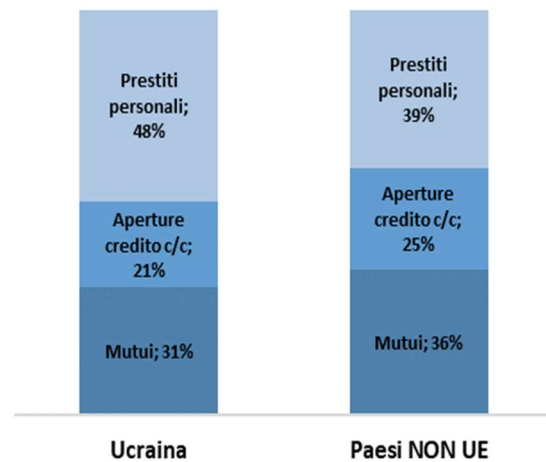 Prestiti
personali;
48%
Aperture
credito c/c;
21%
Mutui; 31%
Ucraina
Prestiti
personali;
39%
Aperture
credito c/c;
25%
Mutui; 36%
Paesi NON UE